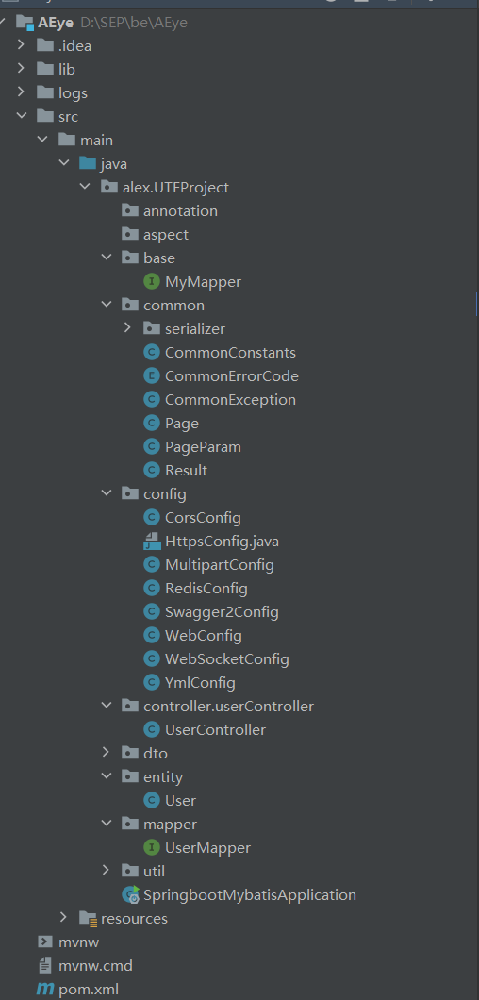 AEye D:\SEP\be\AEye
.idea
lib
logs
src
main
java
alex.UTFProject
annotation
aspect
base
MyMapper
common
serializer
CommonConstants
CommonErrorCode
CommonException
Page
PageParam
Result
config
CorsConfig
HttpsConfig.java
MultipartConfig
RedisConfig
Swagger2Config
WebConfig
WebSocketConfig
YmlConfig
controller.userController
UserController
dto
entity
User
mapper
UserMapper
util
SpringbootMybatisApplication
resources
mvnw
mvnw.cmd
pom.xml